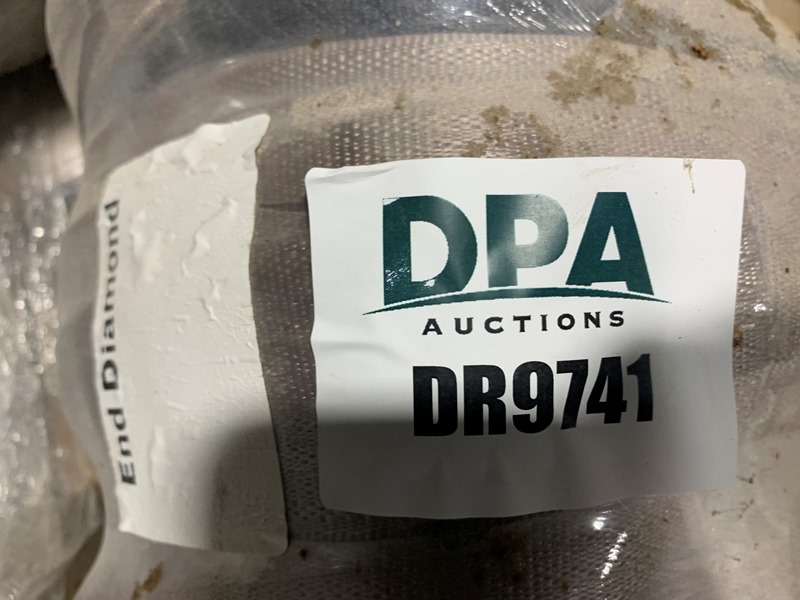 DPA
AUCTIONS
DR9741
End Diamond